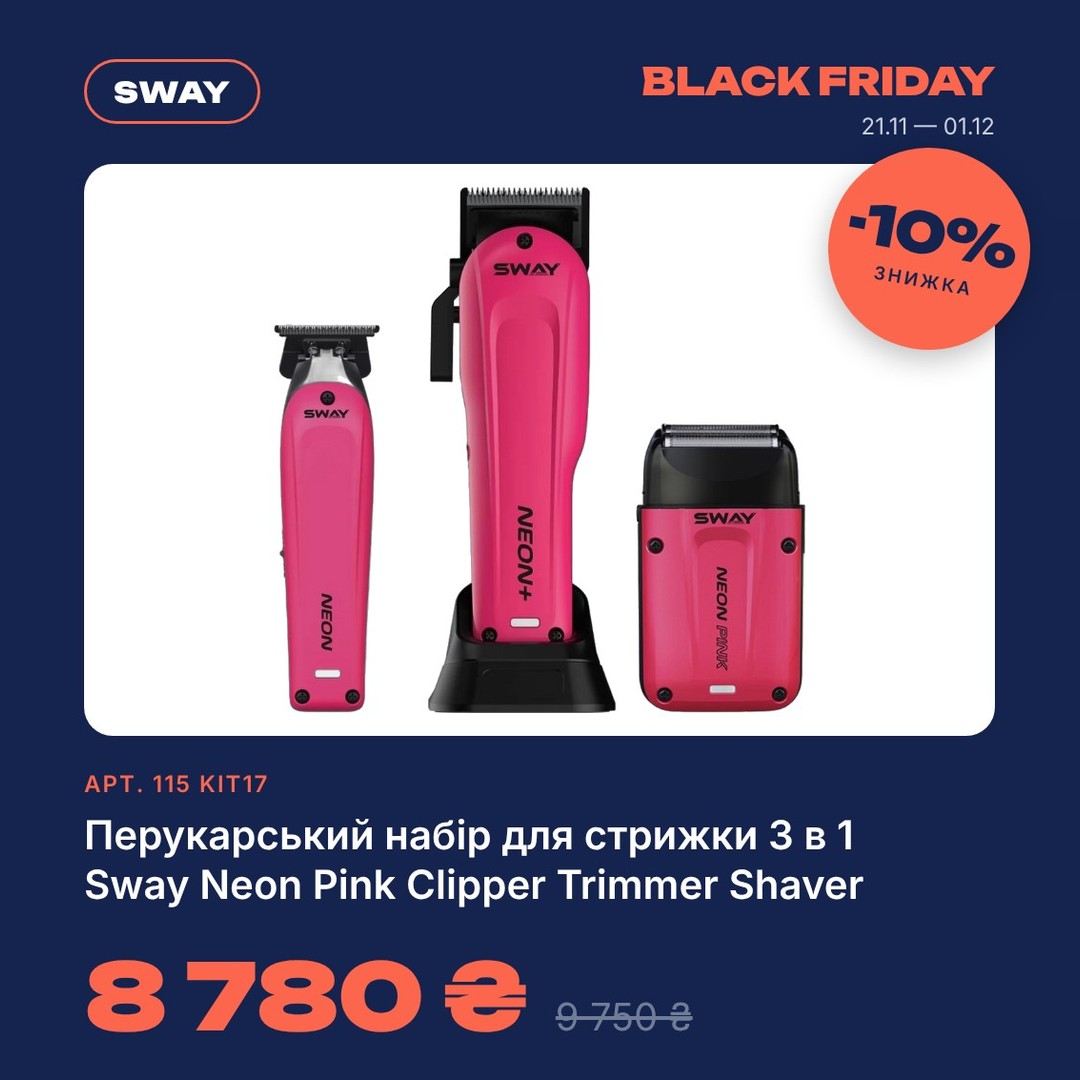 SWAY
BLACK FRIDAY
21.11 — 01.12
-10%
ЗНИЖКА
SWAY
SWAY
SWAY
NEON+
NEON
NEON PINK
АРТ. 115 KIT17
Перукарський набір для стрижки 3 в 1
Sway Neon Pink Clipper Trimmer Shaver
8 780 ₴
9 750 ₴